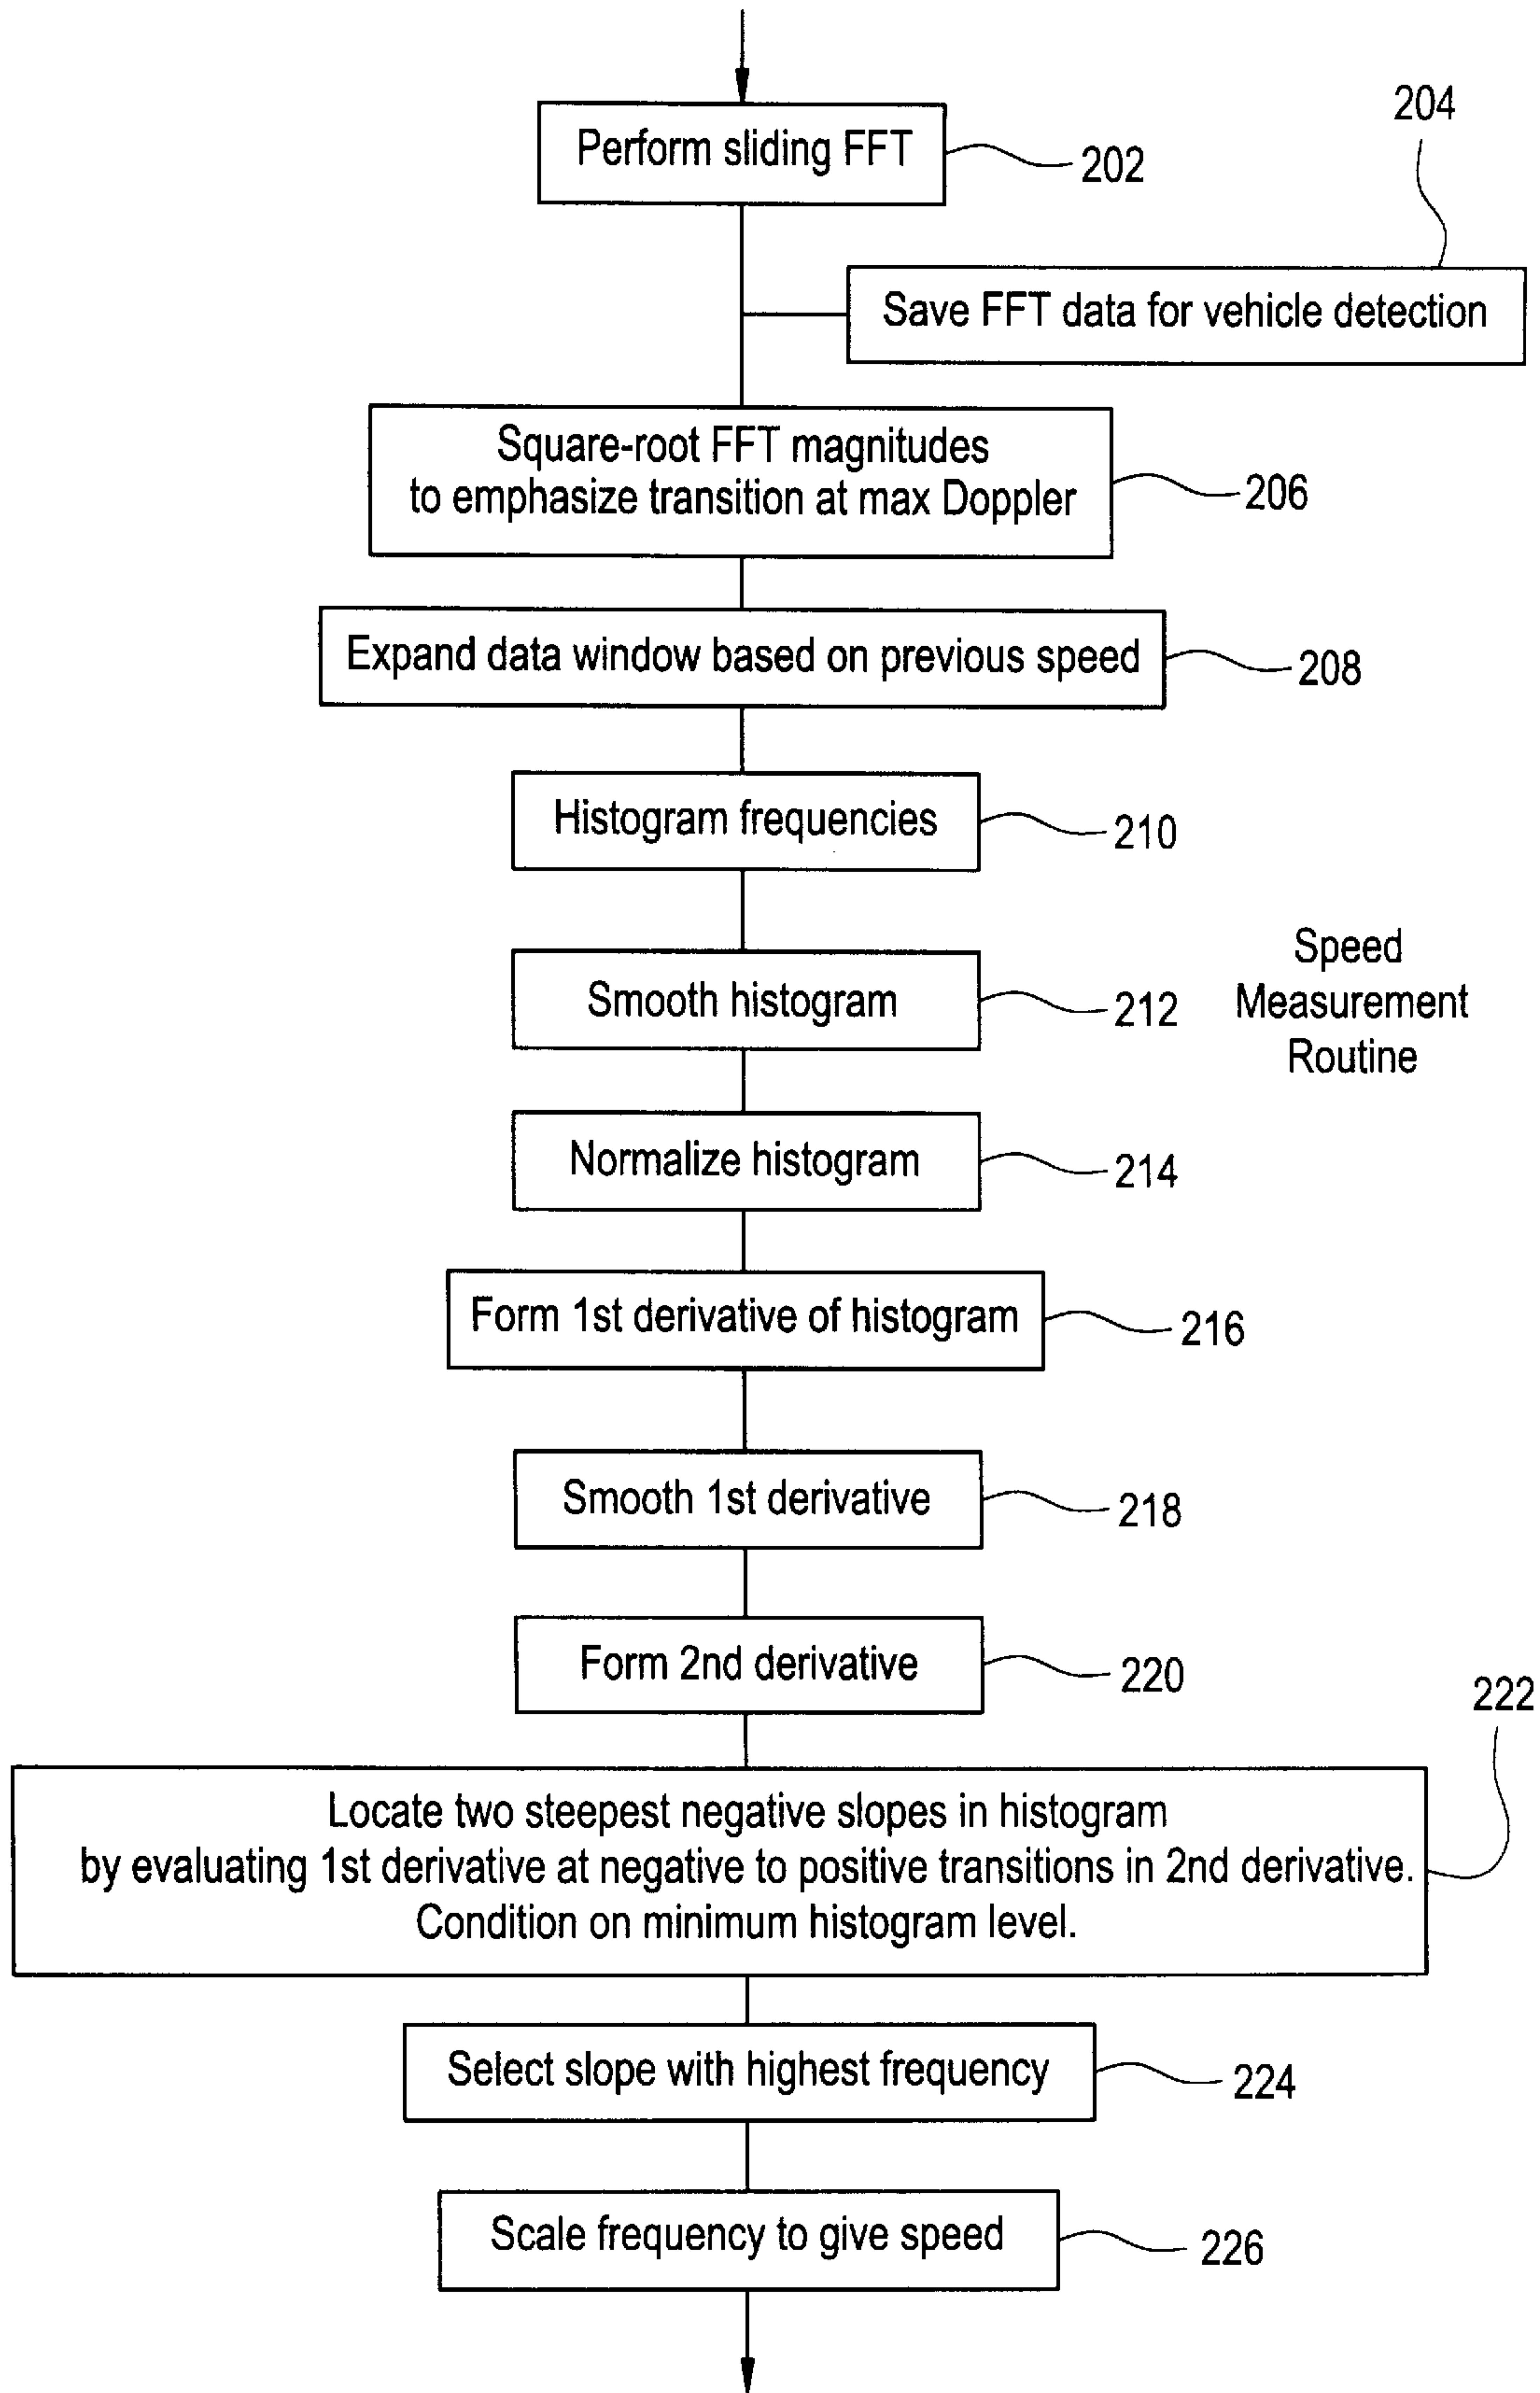 204
Perform sliding FFT
202
Save FFT data for vehicle detection
Square-root FFT magnitudes
to emphasize transition at max Doppler
206
Expand data window based on previous speed
208
Histogram frequencies
210
Smooth histogram
212
Speed
Measurement
Routine
Normalize histogram
214
Form 1st derivative of histogram
216
Smooth 1st derivative
218
Form 2nd derivative
220
222
Locate two steepest negative slopes in histogram
by evaluating 1st derivative at negative to positive transitions in 2nd derivative.
Condition on minimum histogram level.
Select slope with highest frequency
224
Scale frequency to give speed
226